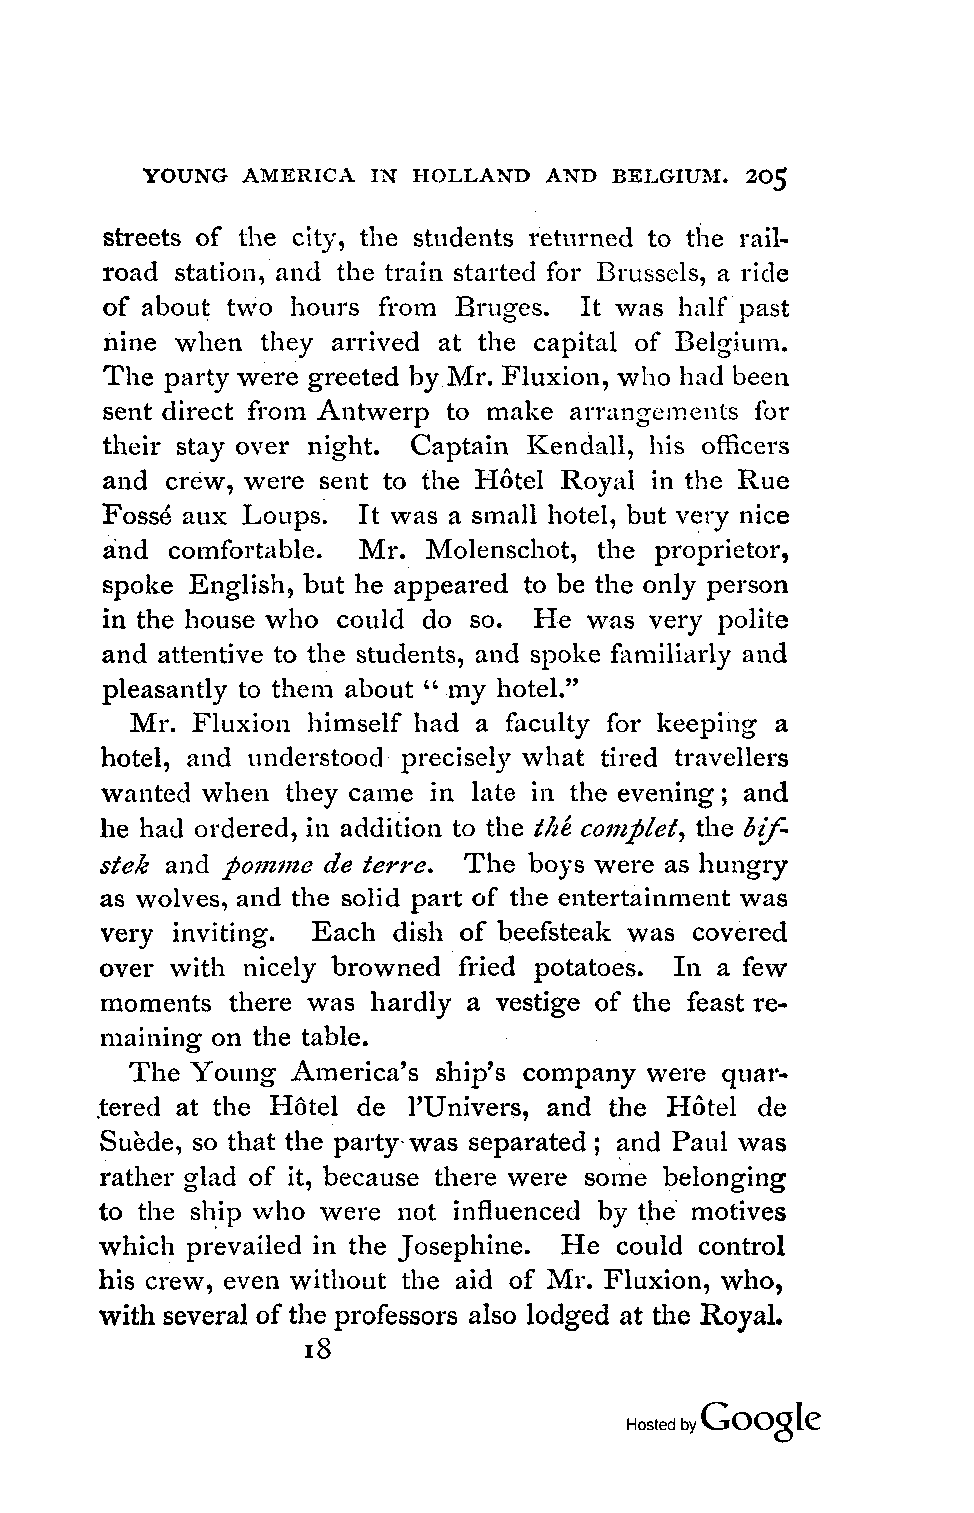 YOUNG AMERICA IN HOLLAND AND BELGIUM. 205
streets of the city, the students returned to the rail-
road station, and the train started for Brussels, a ride
of about two hours from Bruges. It was half past
nine when they arrived at the capital of Belgium.
The party were greeted by Mr. Fluxion, who had been
sent direct from Antwerp to make arrangements for
their stay over night. Captain Kendall, his officers
and crew, were sent to the Hôtel Royal in the Rue
Fossé aux Loups. It was a small hotel, but very nice
and comfortable. Mr. Molenschot, the proprietor,
spoke English, but he appeared to be the only person
in the house who could do so. He was very polite
and attentive to the students, and spoke familiarly and
pleasantly to them about “ my hotel.”
Mr. Fluxion himself had a faculty for keeping a
hotel, and understood precisely what tired travellers
wanted when they came in late in the evening; and
he had ordered, in addition to the thé complet, the bif-
stek and pomme de terre. The boys were as hungry
as wolves, and the solid part of the entertainment was
very inviting. Each dish of beefsteak was covered
over with nicely browned fried potatoes. In a few
moments there was hardly a vestige of the feast re-
maining on the table.
The Young America’s ship’s company were quar-
tered at the Hôtel de l’Univers, and the Hôtel de
Suède, so that the party was separated; and Paul was
rather glad of it, because there were some belonging
to the ship who were not influenced by the motives
which prevailed in the Josephine. He could control
his crew, even without the aid of Mr. Fluxion, who,
with several of the professors also lodged at the Royal.
18
Hosted by Google